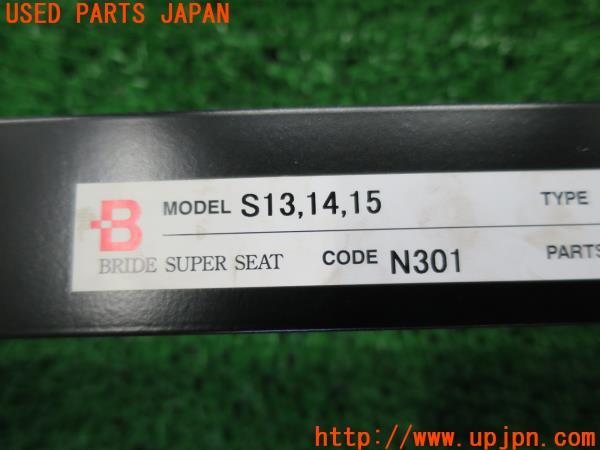 USED PARTS JAPAN
B
MODEL S13,14,15 TYPE
BRIDE SUPER SEAT CODE N301 PARTS
http://www.upjpn.com/